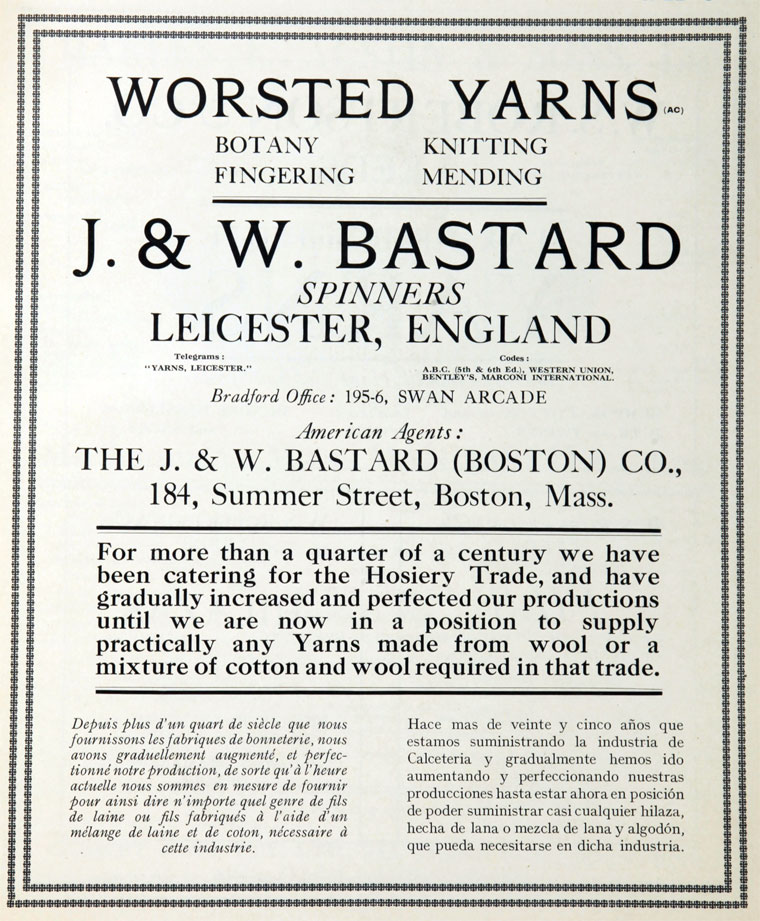 WORSTED YARNS (AC)
BOTANY KNITTING
FINGERING MENDING
J. & W. BASTARD
SPINNERS
LEICESTER, ENGLAND
Telegrams:
"YARNS, LEICESTER."
Codes:
A.B.C. (5th & 6th Ed.), WESTERN UNION,
BENTLEY'S, MARCONI INTERNATIONAL.
Bradford Office: 195-6, SWAN ARCADE
American Agents:
THE J. & W. BASTARD (BOSTON) CO.,
184, Summer Street, Boston, Mass.
For more than a quarter of a century we have
been catering for the Hosiery Trade, and have
gradually increased and perfected our productions
until we are now in a position to supply
practically any Yarns made from wool or a
mixture of cotton and wool required in that trade.
Depuis plus d'un quart de siècle que nous
fournissons les fabriques de bonneterie, nous
avons graduellement augmenté, et perfec-
tionné notre production, de sorte qu'à l'heure
actuelle nous sommes en mesure de fournir
pour ainsi dire n'importe quel genre de fils
de laine ou fils fabriqués à l'aide d'un
mélange de laine et de coton, nécessaire à
cette industrie.
Hace mas de veinte y cinco años que
estamos suministrando la industria de
Calceteria y gradualmente hemos ido
aumentando y perfeccionando nuestras
producciones hasta estar ahora en posición
de poder suministrar casi cualquier hilaza,
hecha de lana o mezcla de lana y algodón,
que pueda necesitarse en dicha industria.